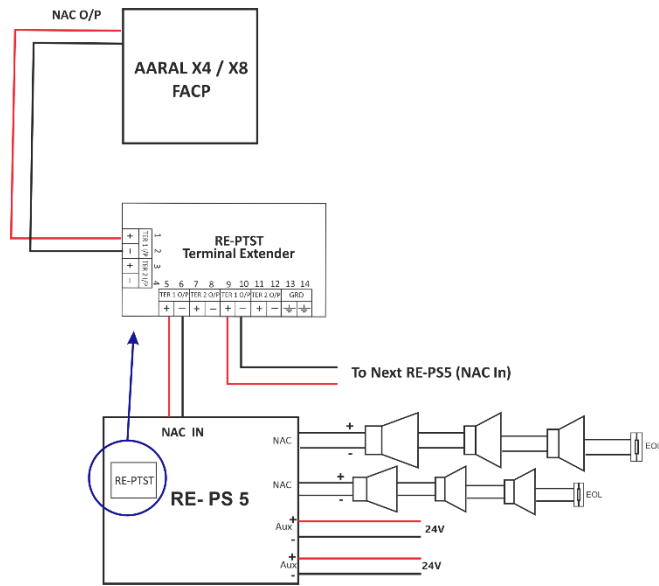 NAC O/P
AARAL X4 / X8
FACP
RE-PTST
Terminal Extender
+ TER 1 I/P 1
− 2
+ TER 2 I/P 3
− 4
5 6 7 8 9 10 11 12 13 14
TER 1 O/P TER 2 O/P TER 1 O/P TER 2 O/P GRD
+ − + − + − + −
To Next RE-PS5 (NAC In)
NAC IN
RE-PTST
RE- PS 5
NAC + -
EOL
NAC + -
EOL
Aux + -
24V
Aux + -
24V